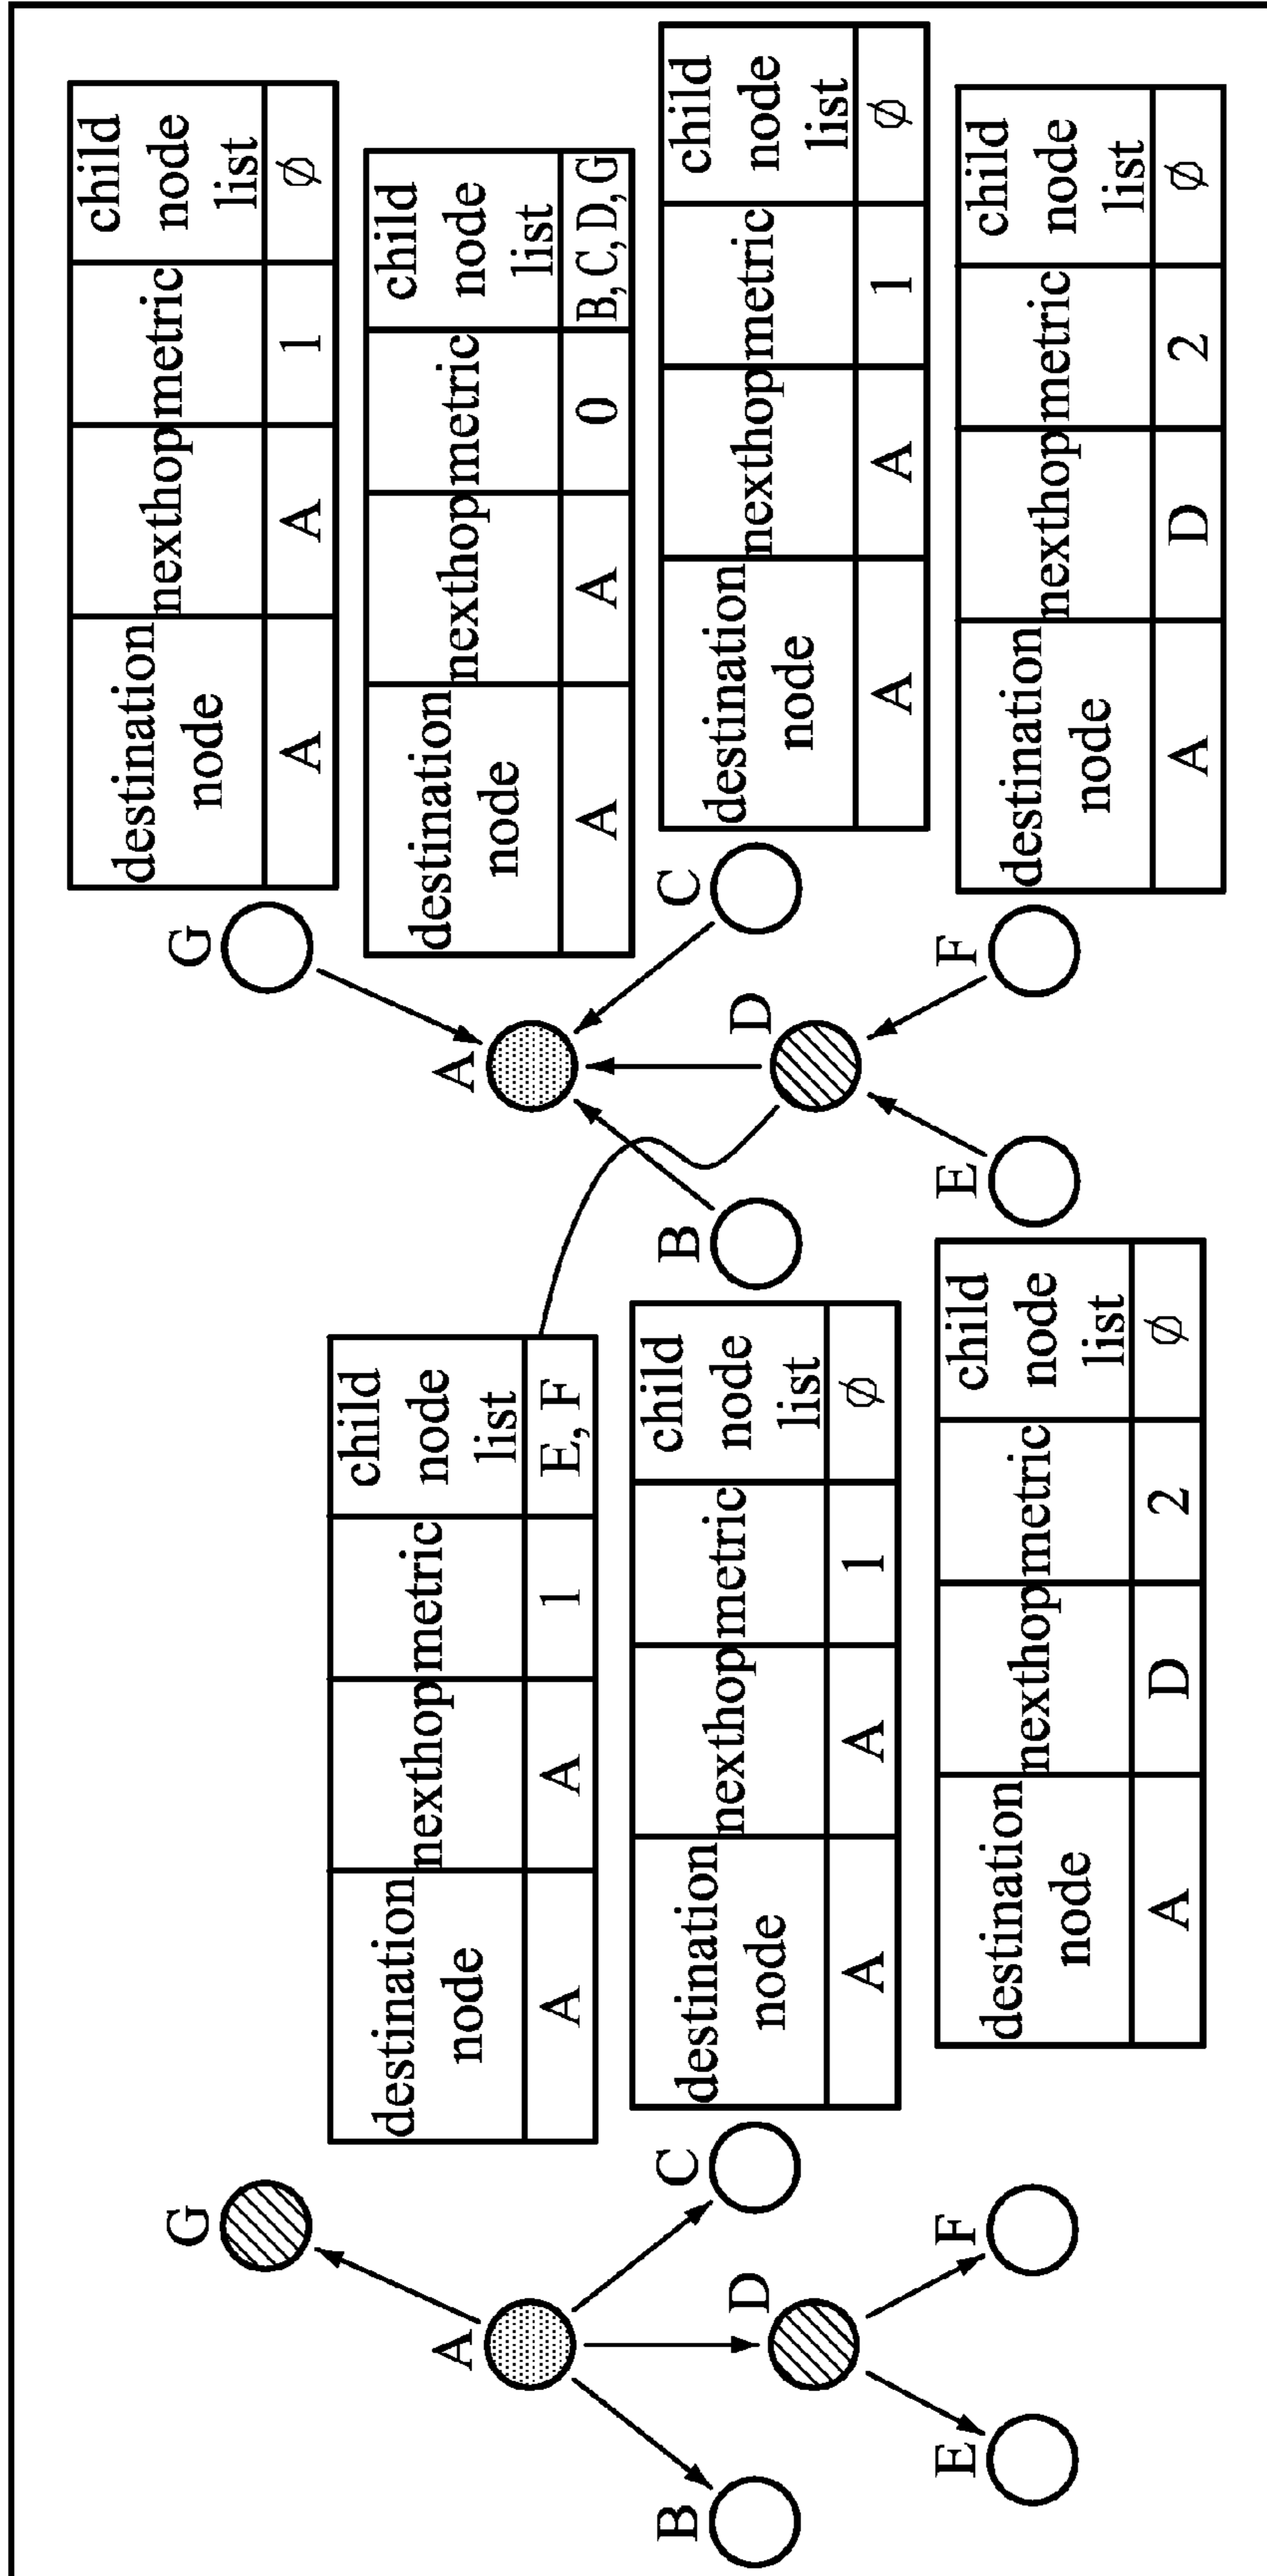 G
A
B
C
D
E
F
destination
node
nexthop
metric
child
node
list
A
A
1
E, F
destination
node
nexthop
metric
child
node
list
A
A
1
∅
destination
node
nexthop
metric
child
node
list
A
D
2
∅
G
A
B
C
D
E
F
destination
node
nexthop
metric
child
node
list
A
A
1
∅
destination
node
nexthop
metric
child
node
list
A
A
0
B, C, D, G
destination
node
nexthop
metric
child
node
list
A
A
1
∅
destination
node
nexthop
metric
child
node
list
A
D
2
∅